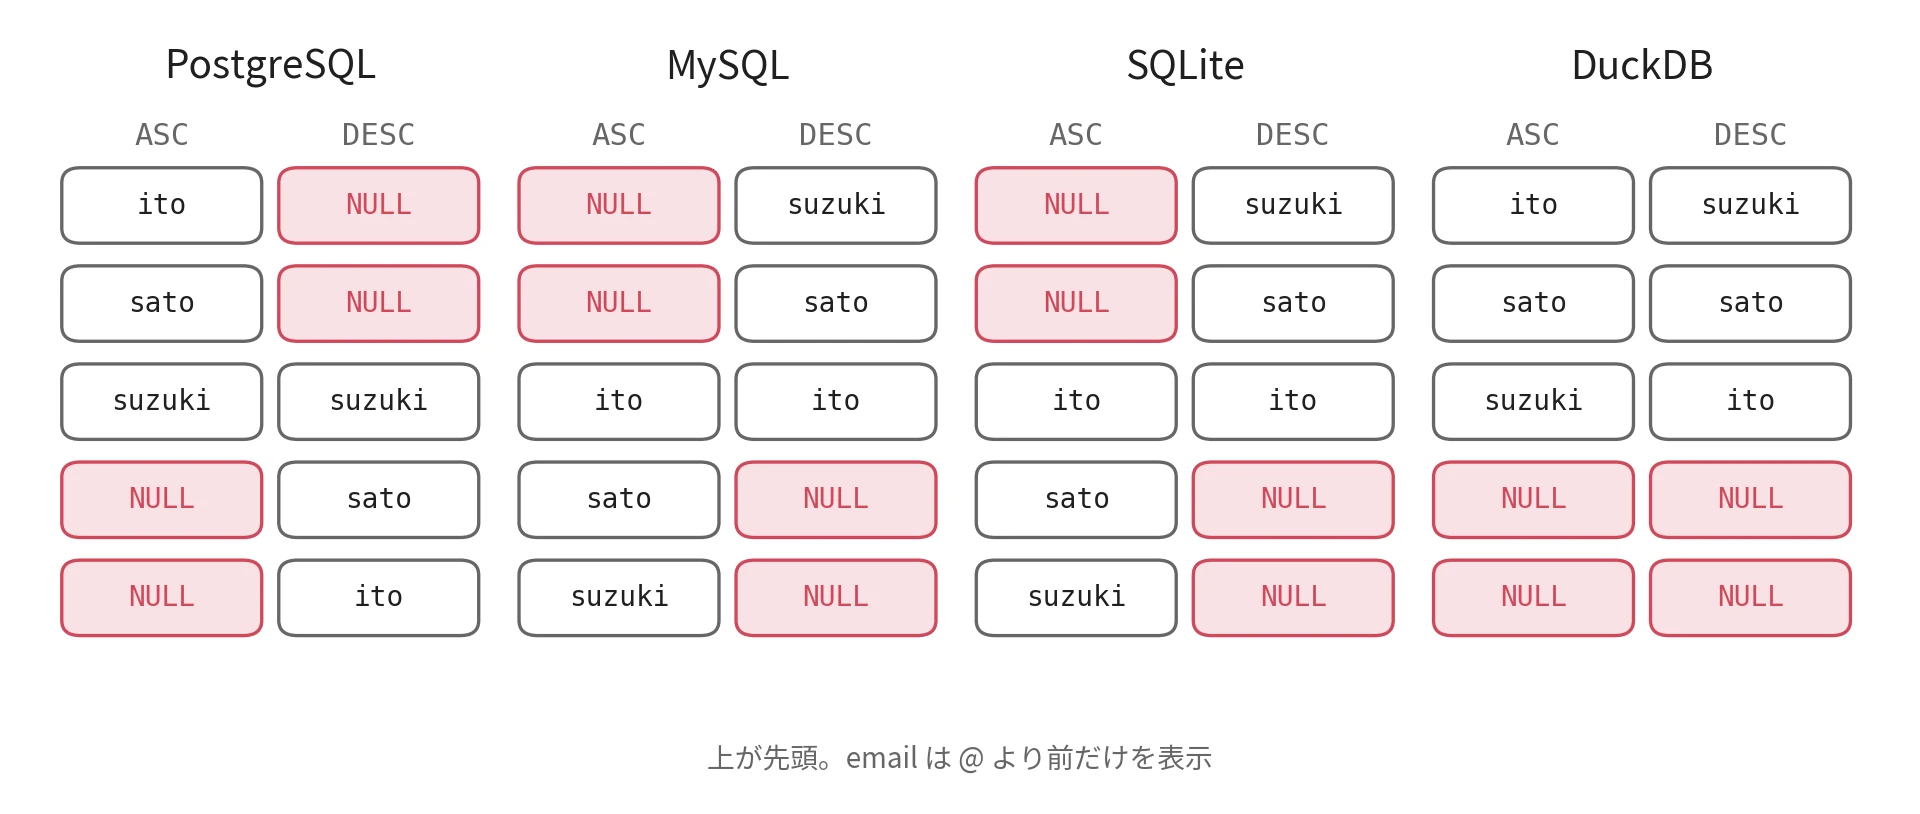 PostgreSQL MySQL SQLite DuckDB
ASC DESC ASC DESC ASC DESC ASC DESC
ito NULL NULL suzuki NULL suzuki ito suzuki
sato NULL NULL sato NULL sato sato sato
suzuki suzuki ito ito ito ito suzuki ito
NULL sato sato NULL sato NULL NULL NULL
NULL ito suzuki NULL suzuki NULL NULL NULL
上が先頭。email は @ より前だけを表示